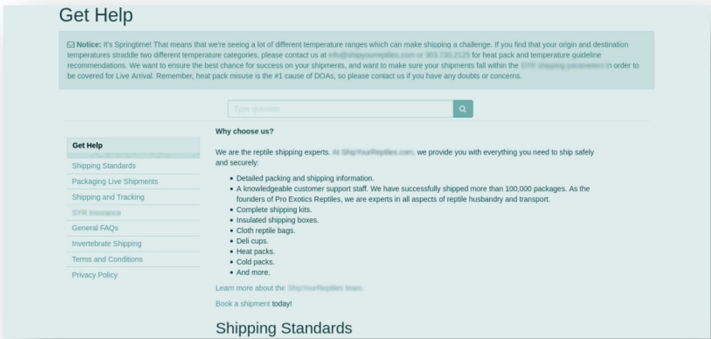 Get Help
Notice: It's Springtime! That means that we're seeing a lot of different temperature ranges which can make shipping a challenge. If you find that your origin and destination
temperatures straddle two different temperature categories, please contact us at for heat pack and temperature guideline
recommendations. We want to ensure the best chance for success on your shipments, and want to make sure your shipments fall within the in order to
be covered for Live Arrival. Remember, heat pack misuse is the #1 cause of DOAs, so please contact us if you have any doubts or concerns.
Type question
Why choose us?
Get Help
We are the reptile shipping experts. At ShipYourReptiles.com, we provide you with everything you need to ship safely
and securely:
Shipping Standards
Packaging Live Shipments
Shipping and Tracking
SYR Insurance
General FAQs
Invertebrate Shipping
Terms and Conditions
Privacy Policy
Detailed packing and shipping information.
A knowledgeable customer support staff. We have successfully shipped more than 100,000 packages. As the
founders of Pro Exotics Reptiles, we are experts in all aspects of reptile husbandry and transport.
Complete shipping kits.
Insulated shipping boxes.
Cloth reptile bags.
Deli cups.
Heat packs.
Cold packs.
And more.
Learn more about the ShipYourReptiles team.
Book a shipment today!
Shipping Standards